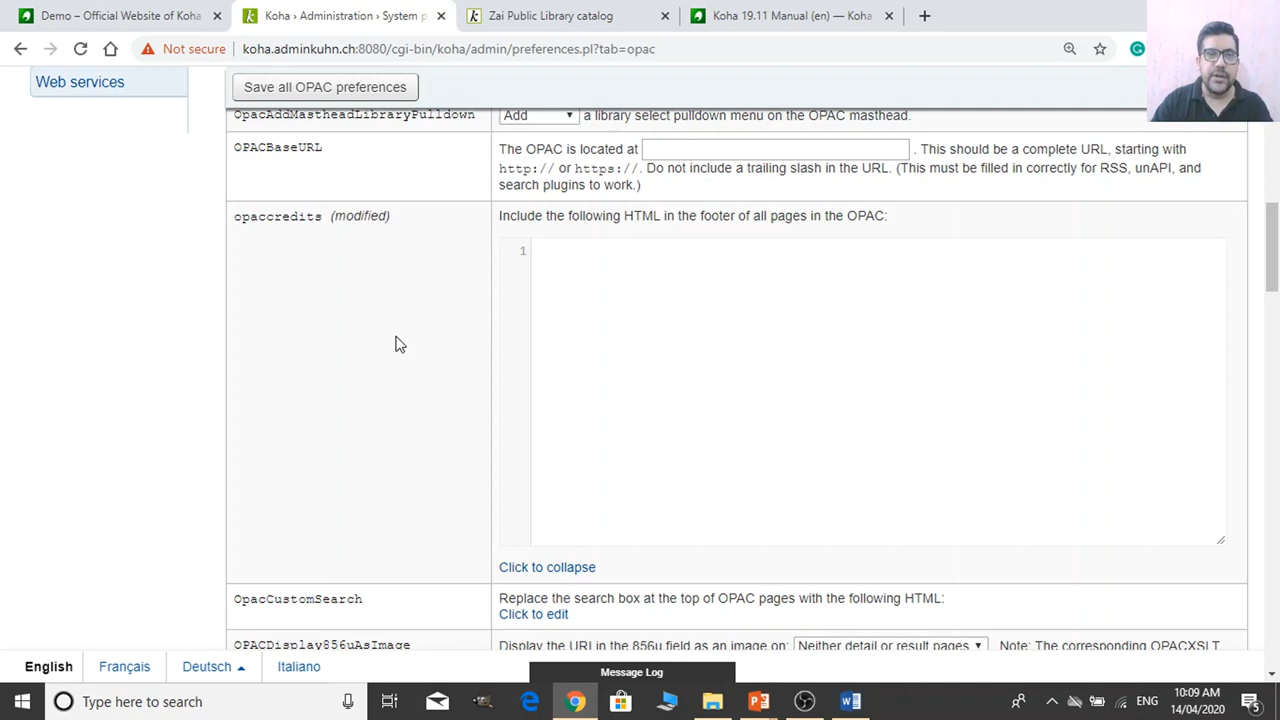 Demo – Official Website of Koha
Koha › Administration › System p
Zai Public Library catalog
Koha 19.11 Manual (en) — Koha
Not secure
koha.adminkuhn.ch:8080/cgi-bin/koha/admin/preferences.pl?tab=opac
Web services
Save all OPAC preferences
OpacAddMastheadLibraryPulldown
Add
a library select pulldown menu on the OPAC masthead.
OPACBaseURL
The OPAC is located at
. This should be a complete URL, starting with
http:// or https://. Do not include a trailing slash in the URL. (This must be filled in correctly for RSS, unAPI, and
search plugins to work.)
opaccredits (modified)
Include the following HTML in the footer of all pages in the OPAC:
1
Click to collapse
OpacCustomSearch
Replace the search box at the top of OPAC pages with the following HTML:
Click to edit
OPACDisplay856uAsImage
Display the URI in the 856u field as an image on:
Neither detail or result pages
Note: The corresponding OPACXSLT
English
Français
Deutsch
Italiano
Message Log
Type here to search
ENG
10:09 AM
14/04/2020
5